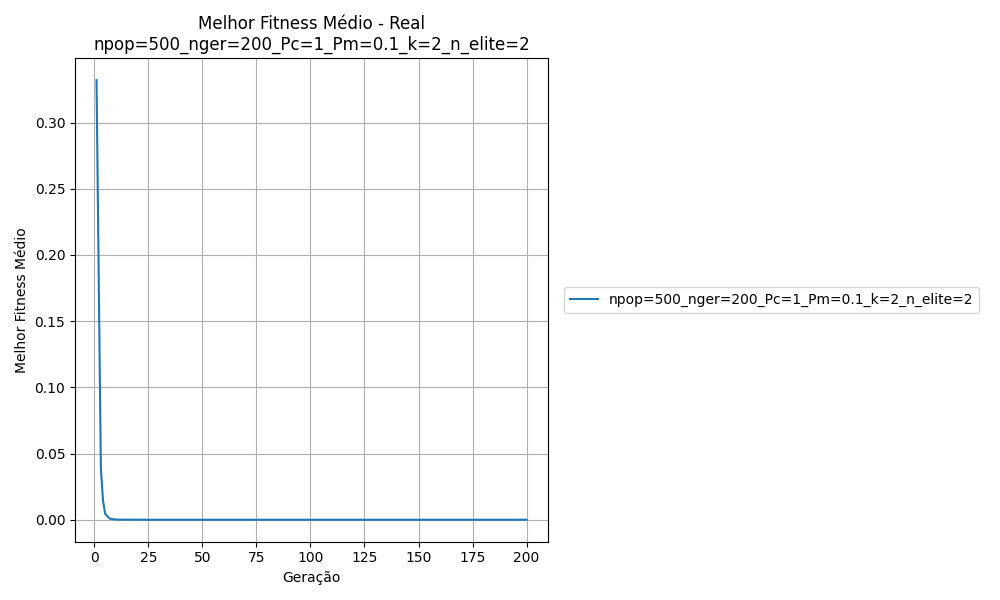 Melhor Fitness Médio - Real
npop=500_nger=200_Pc=1_Pm=0.1_k=2_n_elite=2
Melhor Fitness Médio
0.30
0.25
0.20
0.15
0.10
0.05
0.00
0 25 50 75 100 125 150 175 200
Geração
npop=500_nger=200_Pc=1_Pm=0.1_k=2_n_elite=2